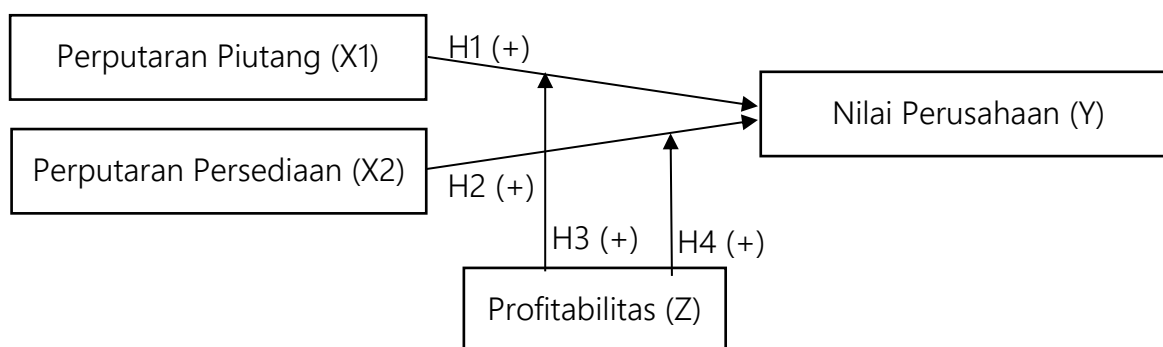 Perputaran Piutang (X1)
H1 (+)
Nilai Perusahaan (Y)
Perputaran Persediaan (X2)
H2 (+)
H3 (+)
H4 (+)
Profitabilitas (Z)